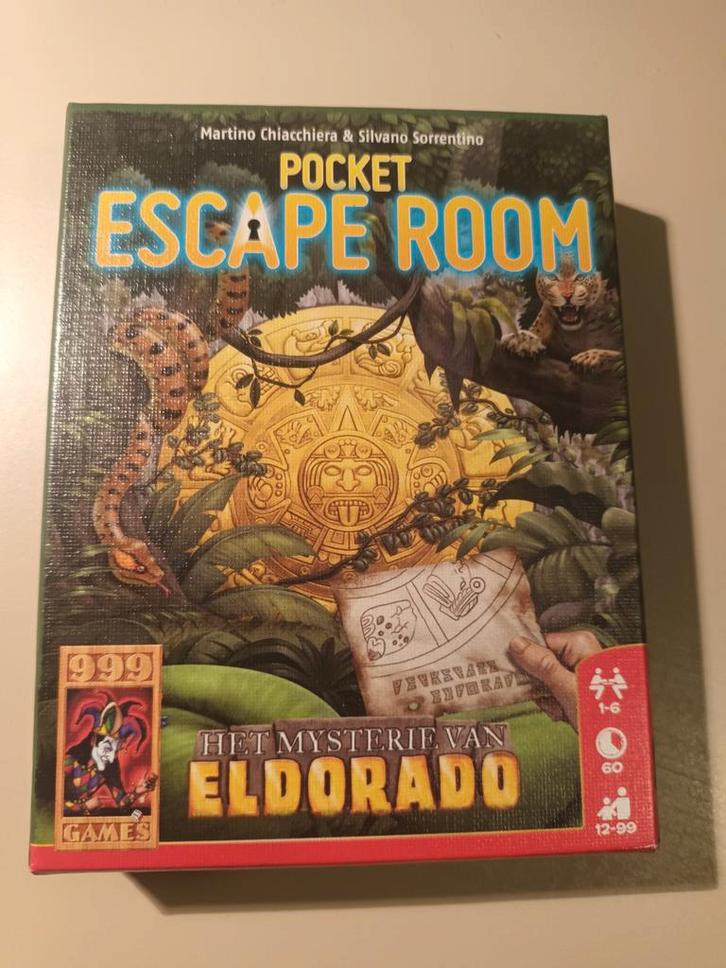 Martino Chiacchiera & Silvano Sorrentino
POCKET
ESCAPE ROOM
999
GAMES
HET MYSTERIE VAN
ELDORADO
1-6
60
12-99